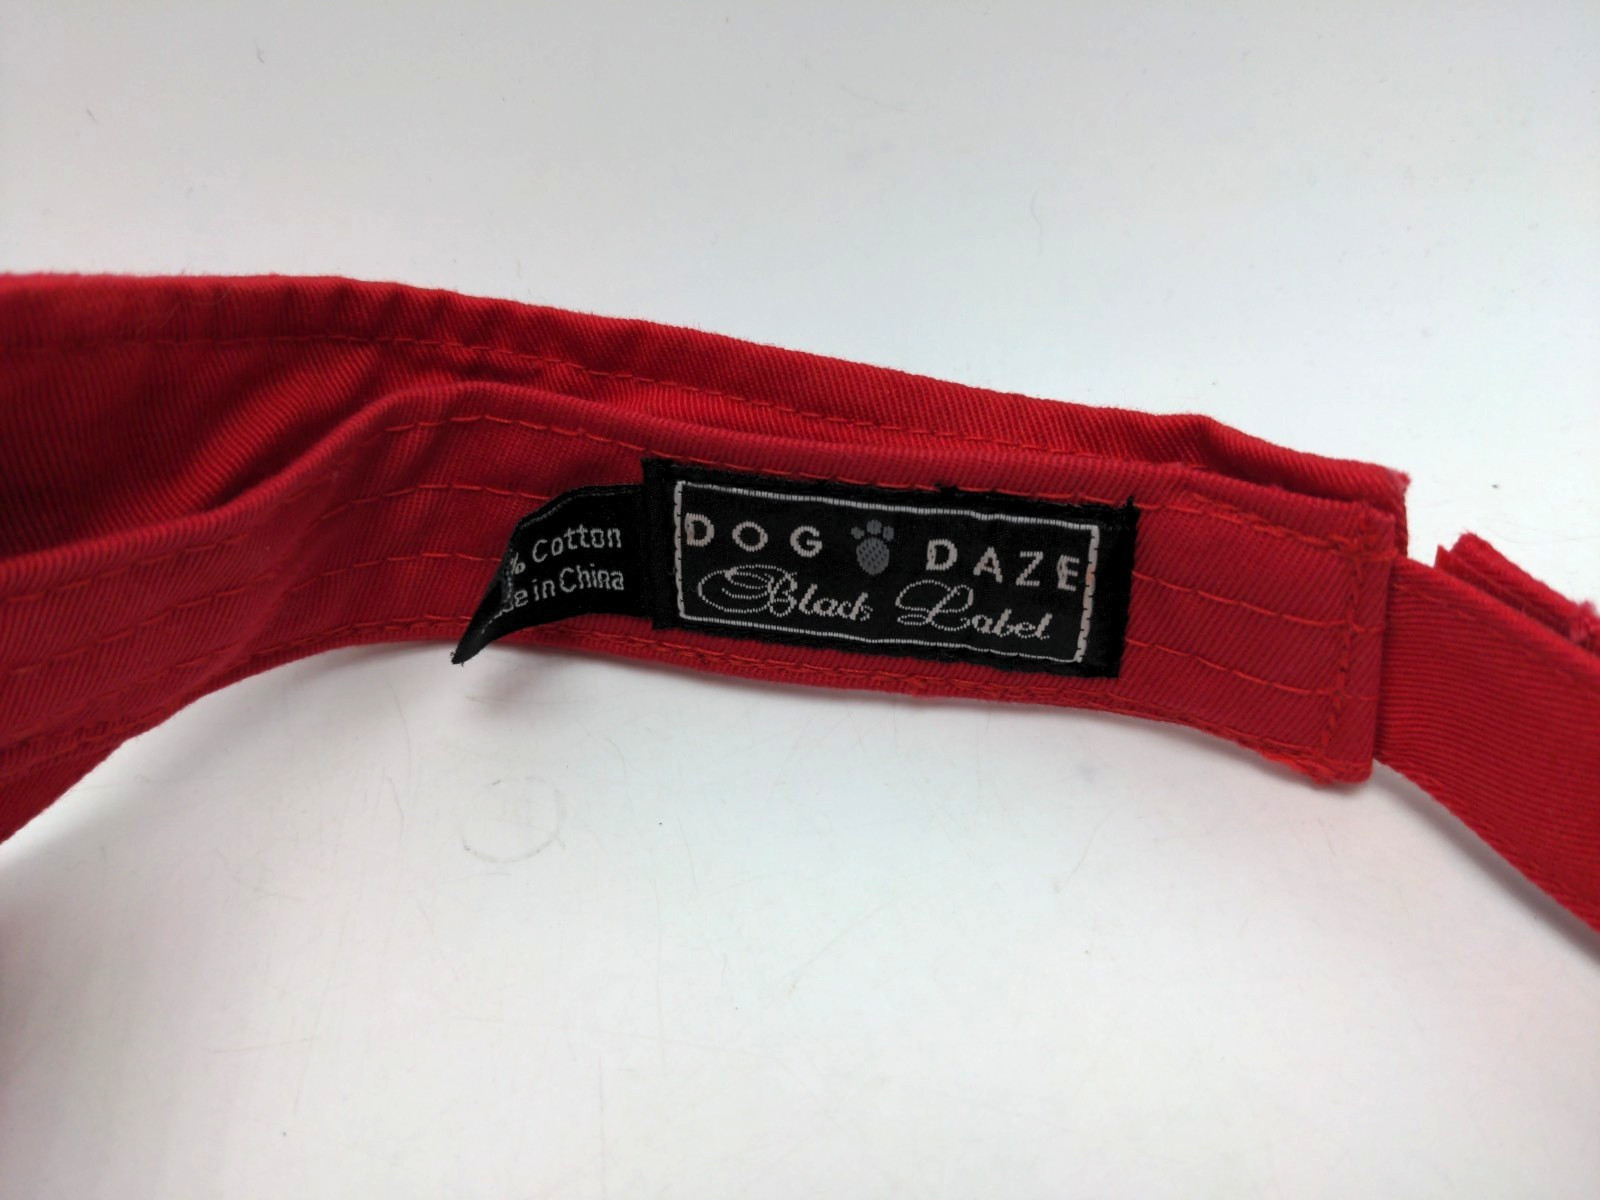 % Cotton
in China
DOG DAZE
Black Label